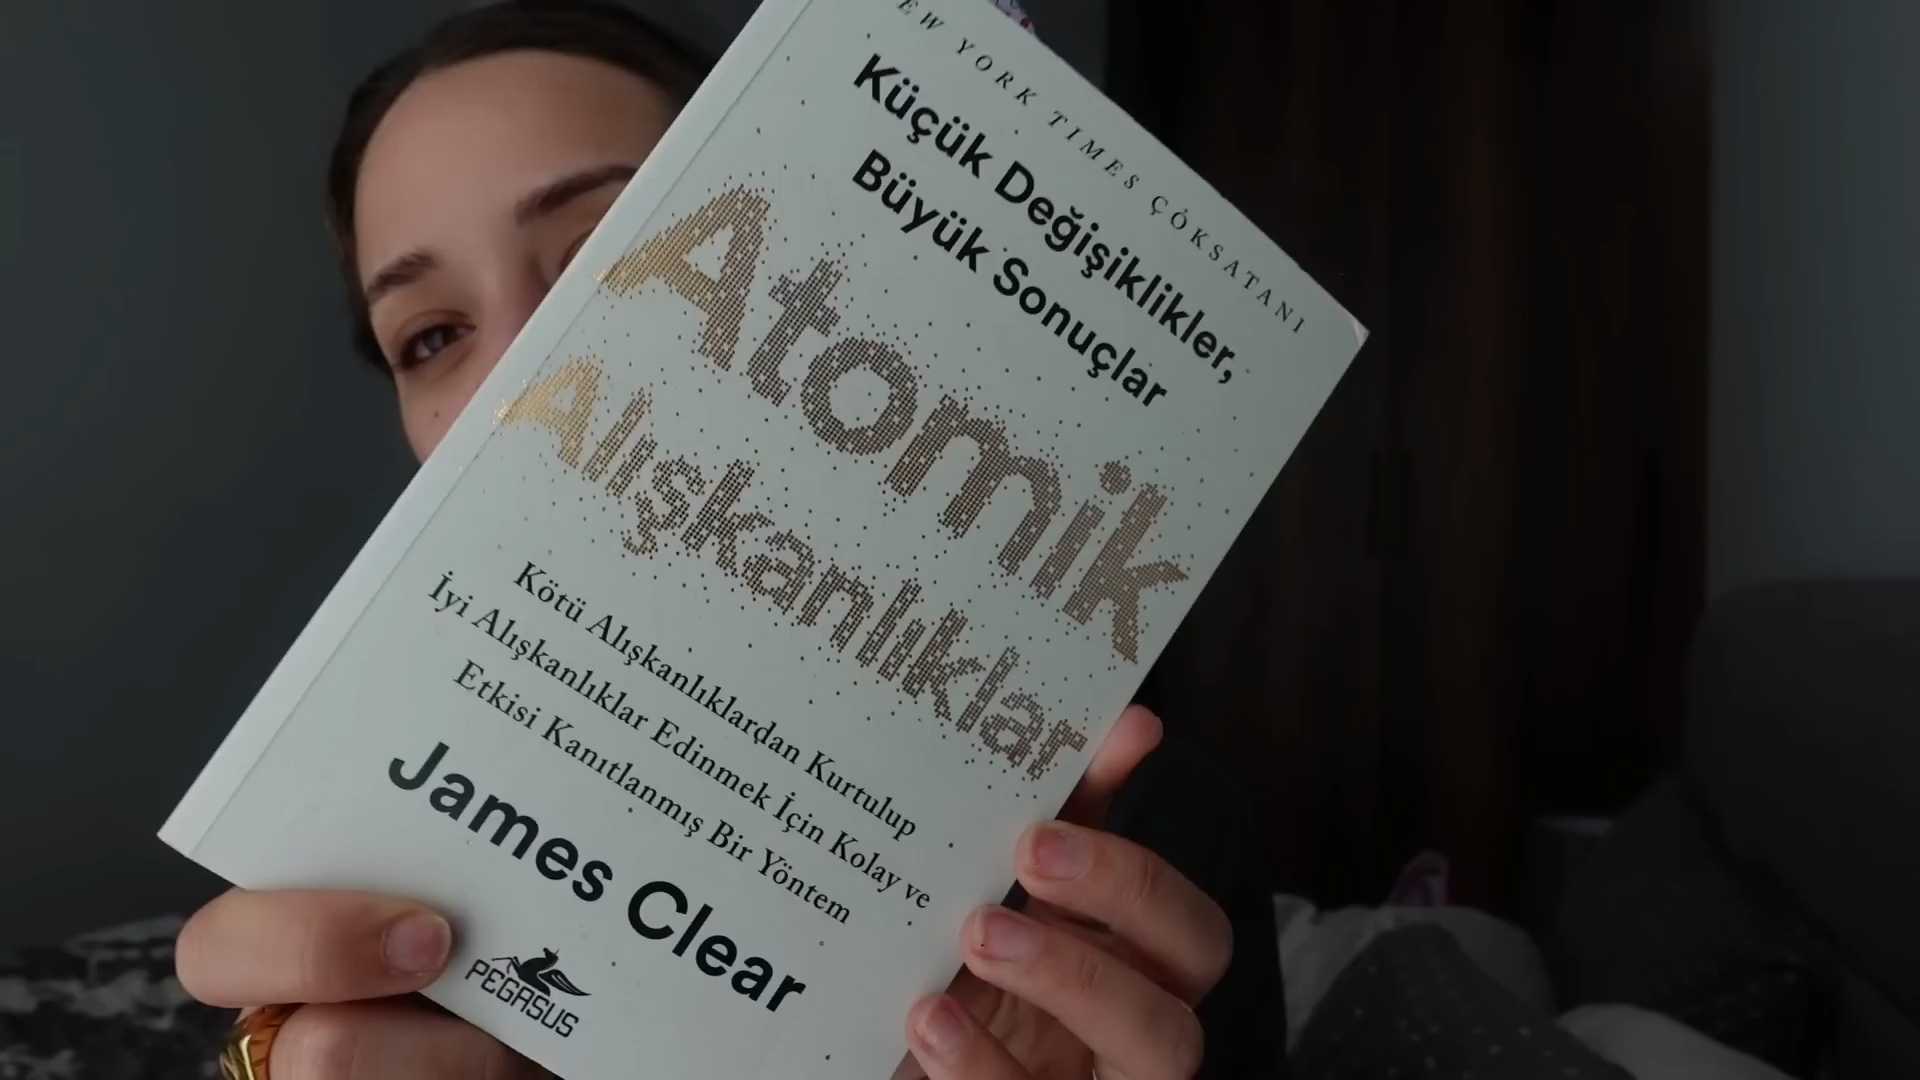 EW YORK TIMES ÇOKSATANI
Küçük Değişiklikler,
Büyük Sonuçlar
Atomik
Alışkanlıklar
Kötü Alışkanlıklardan Kurtulup
İyi Alışkanlıklar Edinmek İçin Kolay ve
Etkisi Kanıtlanmış Bir Yöntem
James Clear
PEGASUS